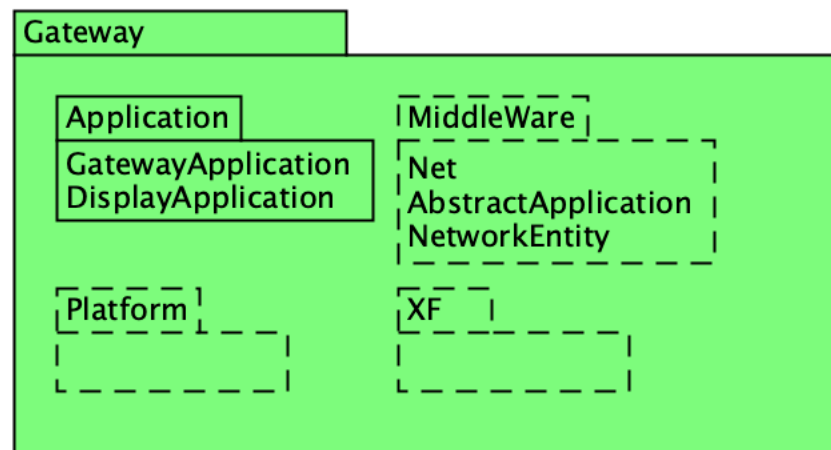 Gateway
Application
GatewayApplication
DisplayApplication
MiddleWare
Net
AbstractApplication
NetworkEntity
Platform
XF